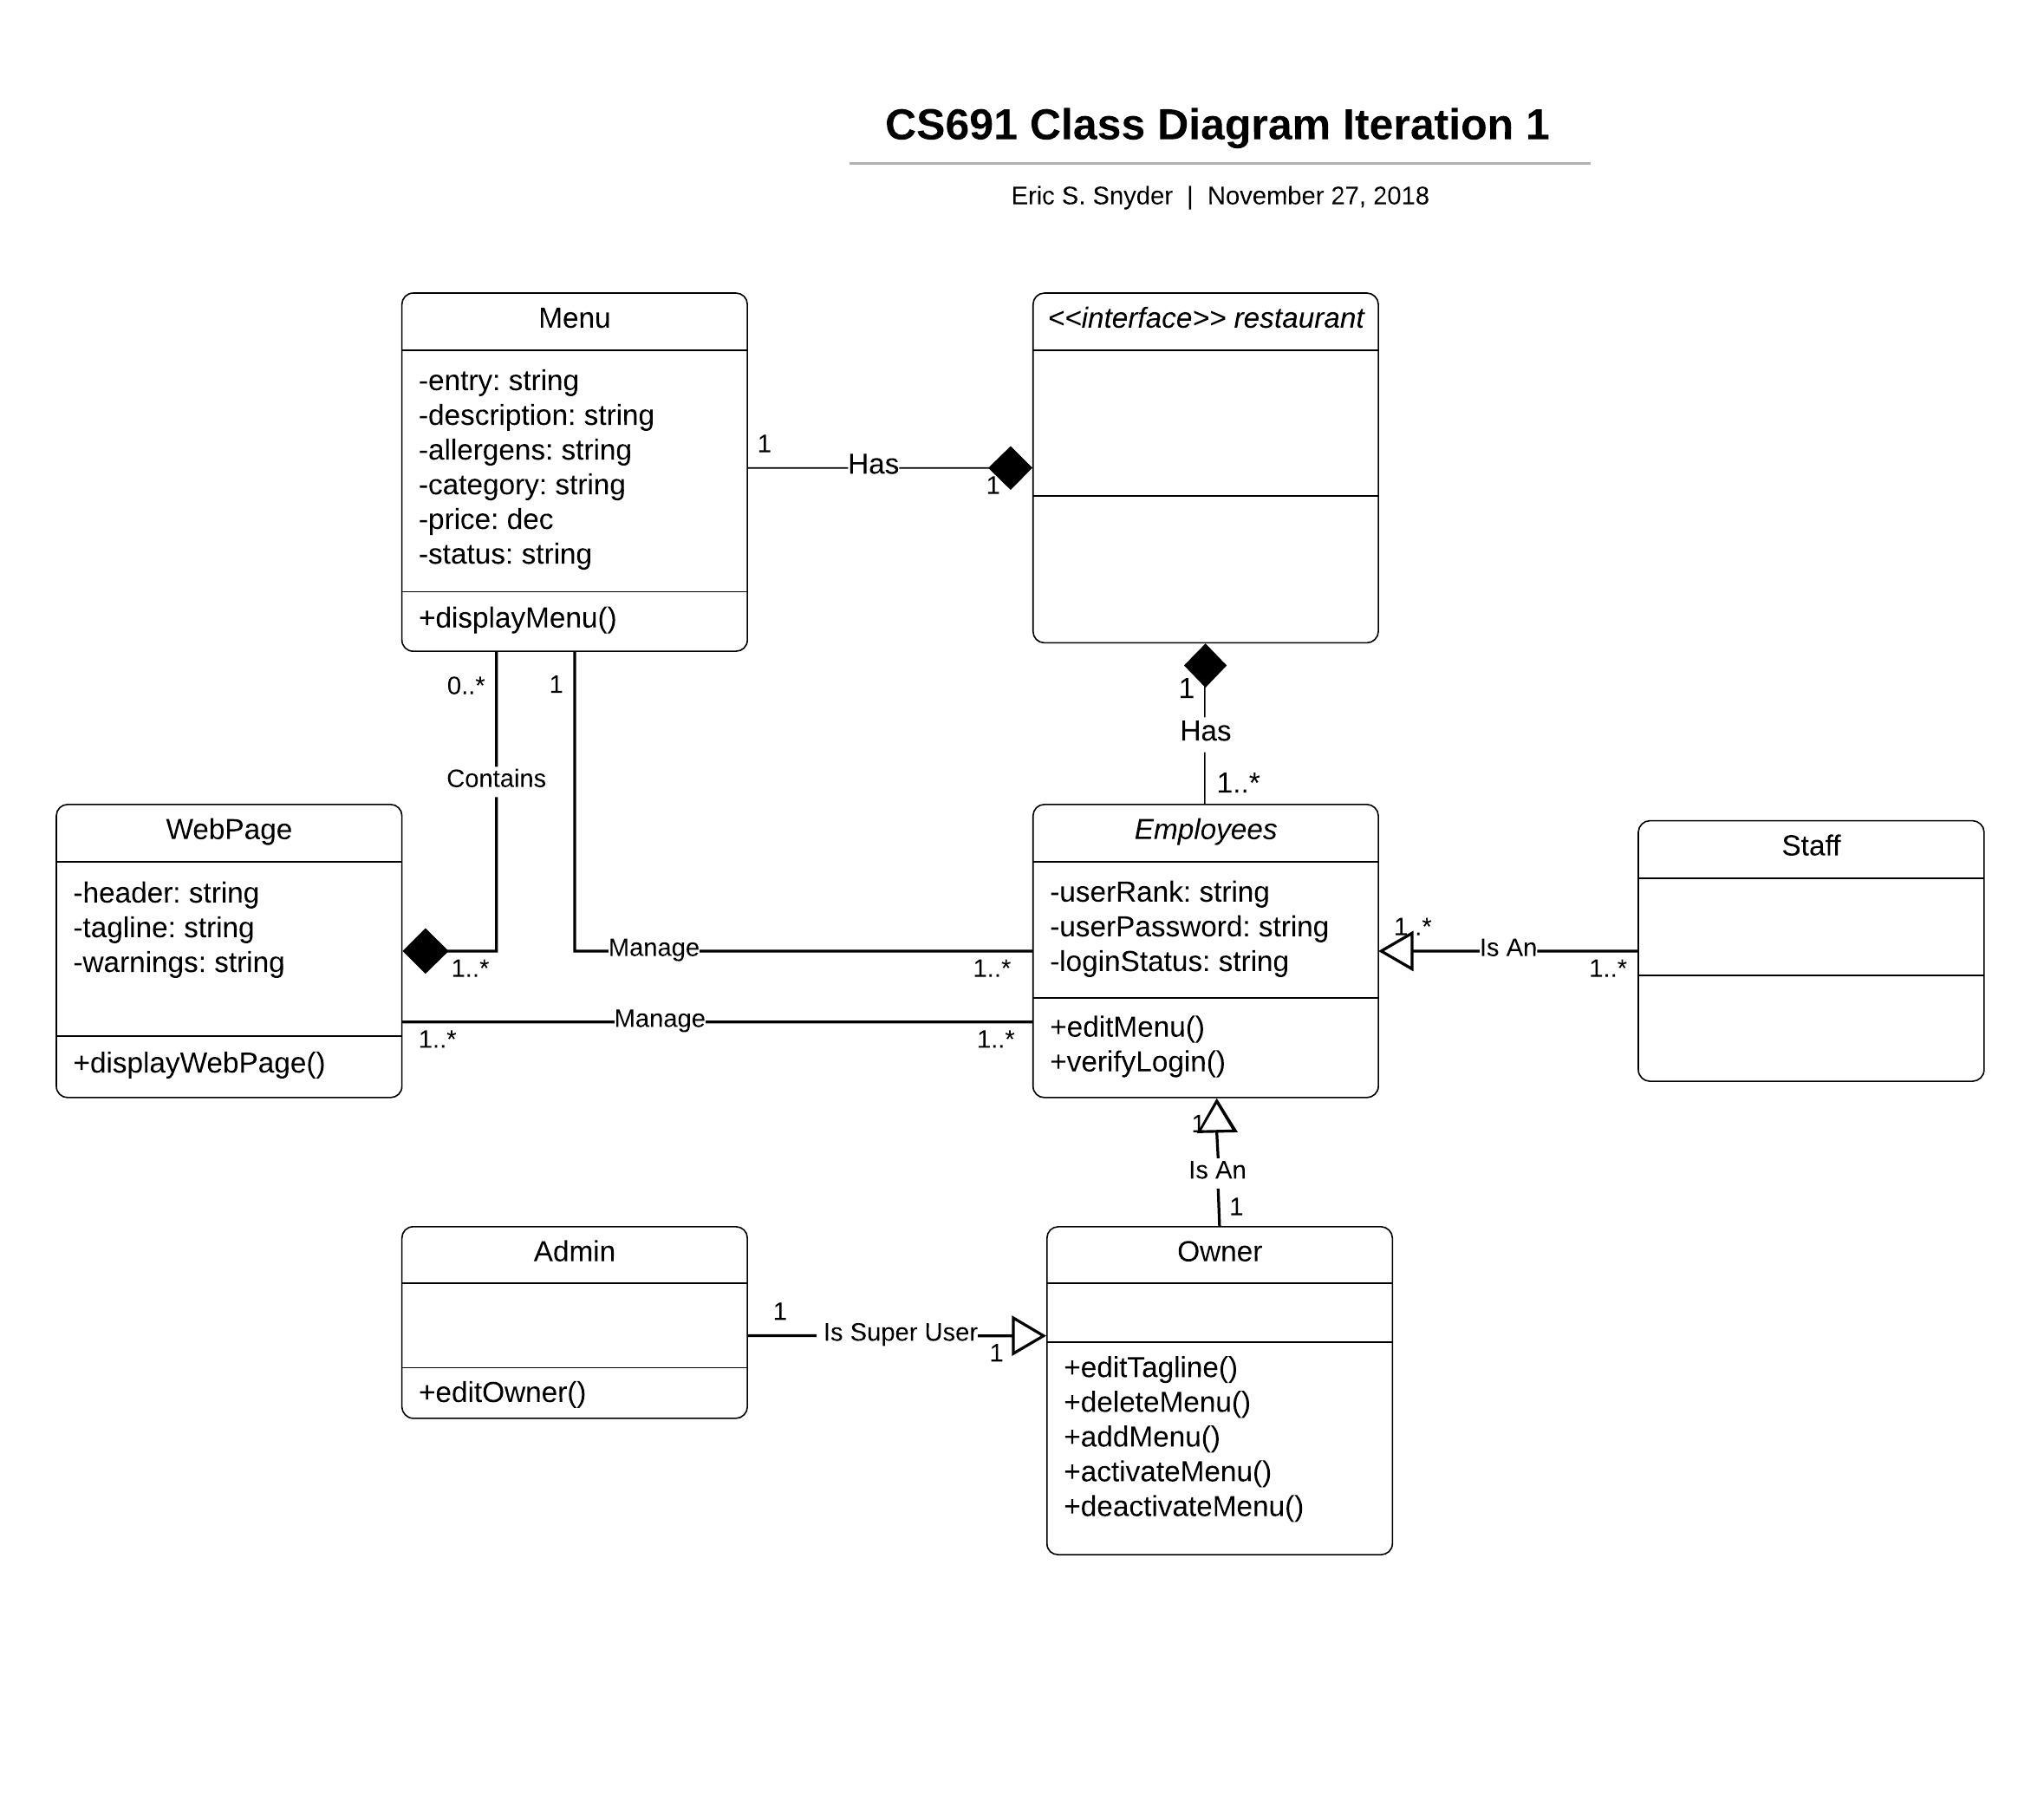 CS691 Class Diagram Iteration 1
Eric S. Snyder | November 27, 2018
Menu
-entry: string
-description: string
-allergens: string
-category: string
-price: dec
-status: string
+displayMenu()
<<interface>> restaurant
1
Has
1
1
Has
1..*
0..*
1
Contains
WebPage
-header: string
-tagline: string
-warnings: string
+displayWebPage()
1..*
Manage
1..*
1..*
Manage
1..*
Employees
-userRank: string
-userPassword: string
-loginStatus: string
+editMenu()
+verifyLogin()
1..*
Is An
1..*
Staff
1
Is An
1
Admin
+editOwner()
1
Is Super User
1
Owner
+editTagline()
+deleteMenu()
+addMenu()
+activateMenu()
+deactivateMenu()